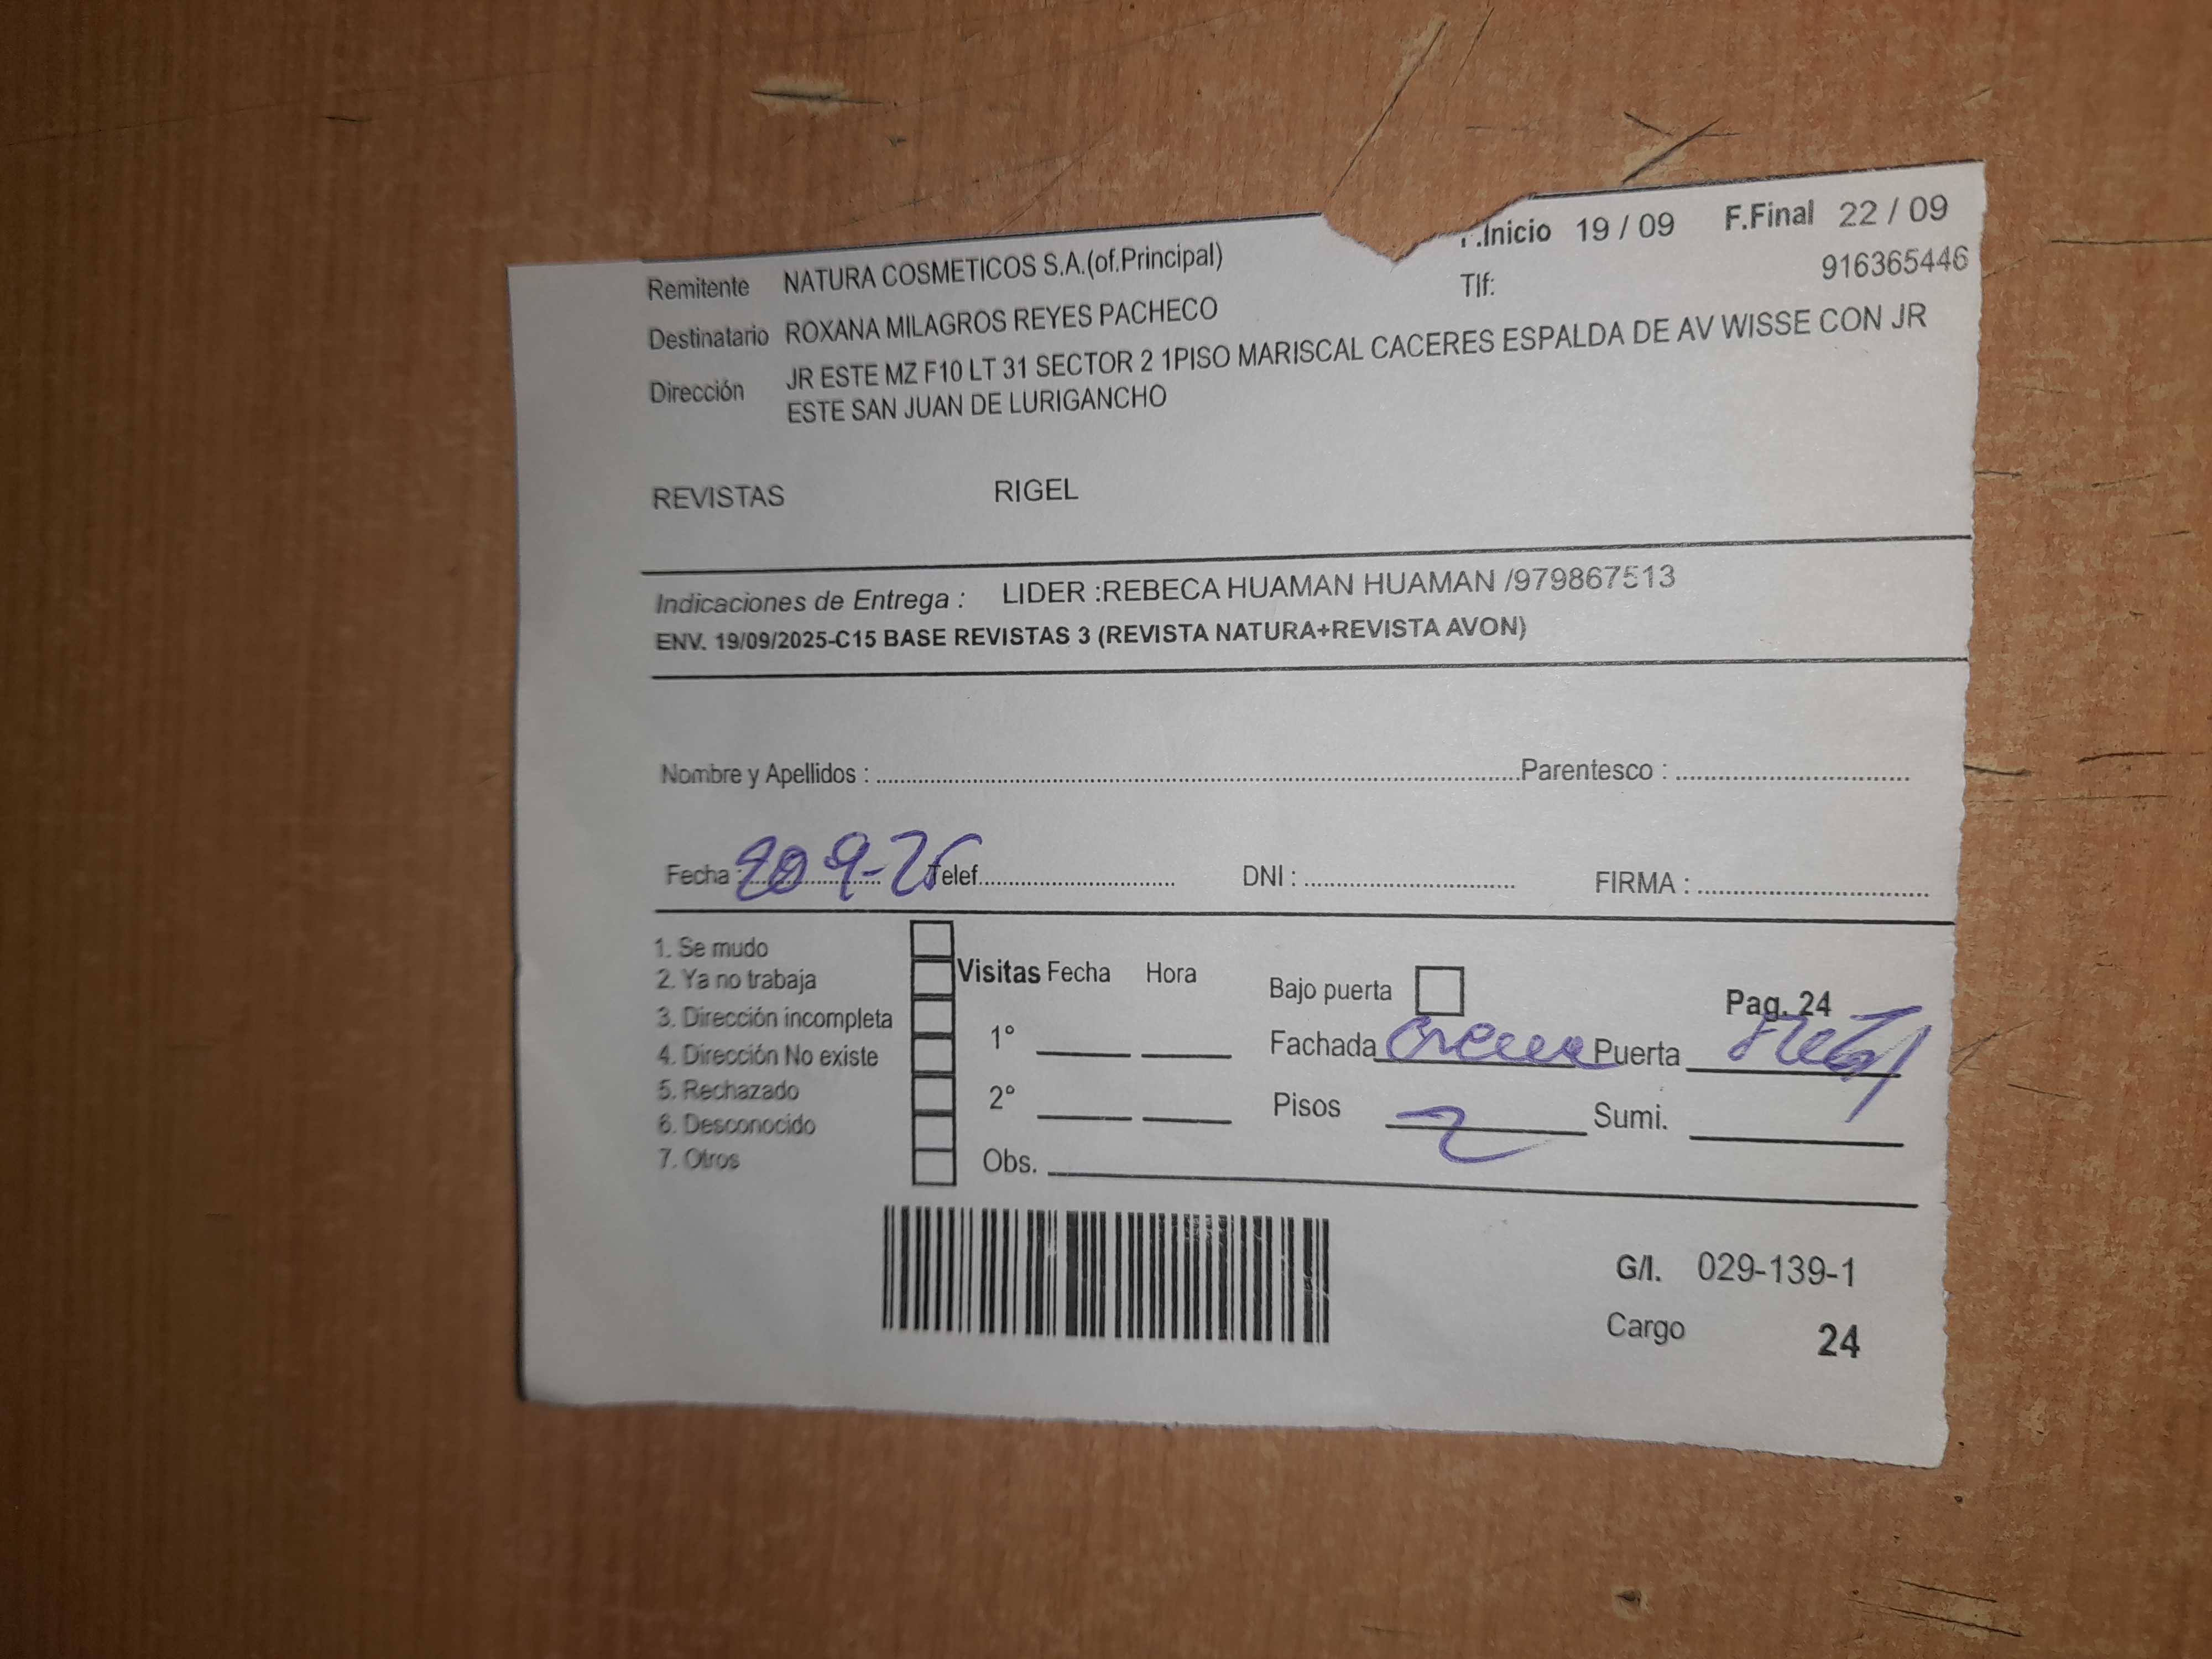 F.Inicio 19 / 09 F.Final 22 / 09
Remitente NATURA COSMETICOS S.A.(of.Principal) Tlf: 916365446
Destinatario ROXANA MILAGROS REYES PACHECO
Dirección JR ESTE MZ F10 LT 31 SECTOR 2 1PISO MARISCAL CACERES ESPALDA DE AV WISSE CON JR
ESTE SAN JUAN DE LURIGANCHO
REVISTAS RIGEL
Indicaciones de Entrega : LIDER :REBECA HUAMAN HUAMAN /979867513
ENV. 19/09/2025-C15 BASE REVISTAS 3 (REVISTA NATURA+REVISTA AVON)
Nombre y Apellidos : Parentesco :
Fecha : 20 9-25 Telef. DNI : FIRMA :
1. Se mudo
2. Ya no trabaja
3. Dirección incompleta
4. Dirección No existe
5. Rechazado
6. Desconocido
7. Otros
Visitas Fecha Hora
1°
2°
Obs.
Bajo puerta Pag. 24
Fachada crema Puerta metal
Pisos 2 Sumi.
G/I. 029-139-1
Cargo 24